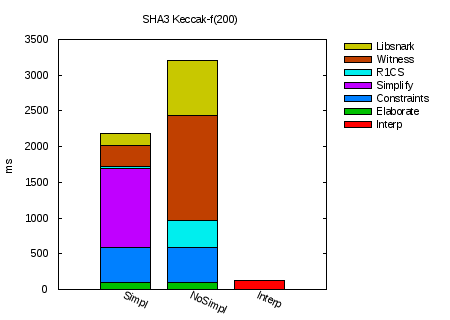 SHA3 Keccak-f(200)
3500
3000
2500
2000
1500
1000
500
0
ms
Simpl
NoSimpl
Interp
Libsnark
Witness
R1CS
Simplify
Constraints
Elaborate
Interp